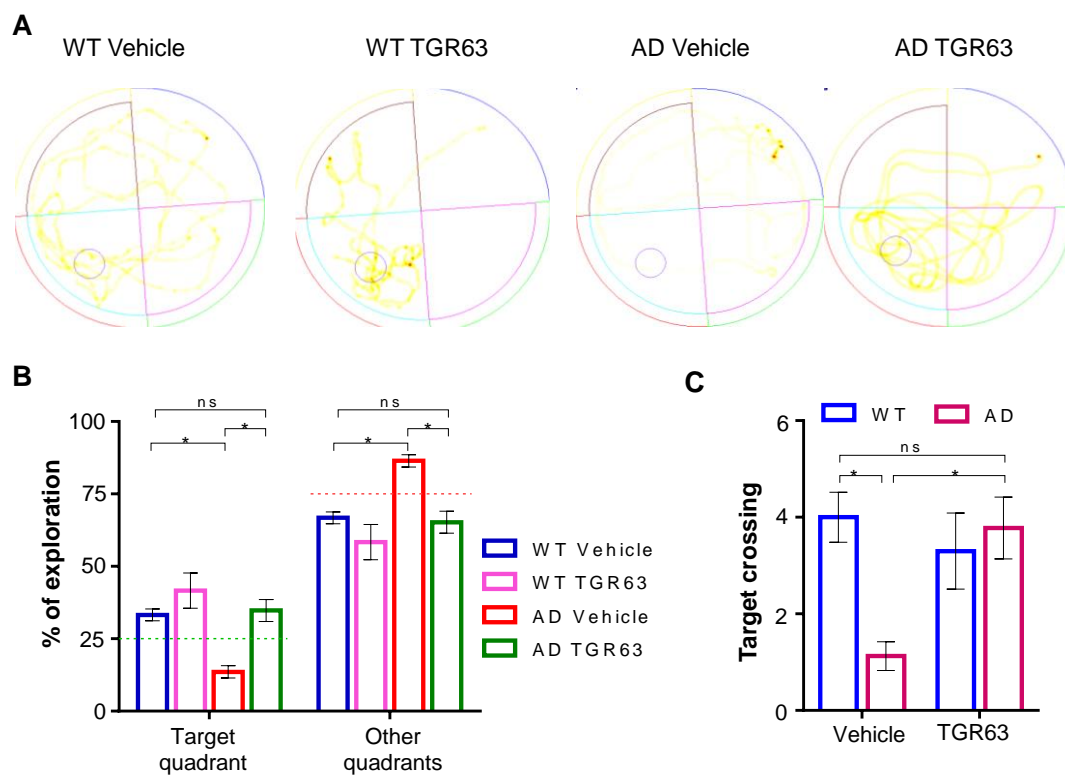 A
WT Vehicle
WT TGR63
AD Vehicle
AD TGR63
B
% of exploration
100
75
50
25
0
ns
*
*
ns
*
*
Target
quadrant
Other
quadrants
WT Vehicle
WT TGR63
AD Vehicle
AD TGR63
C
Target crossing
6
4
2
0
WT
AD
ns
*
*
Vehicle
TGR63